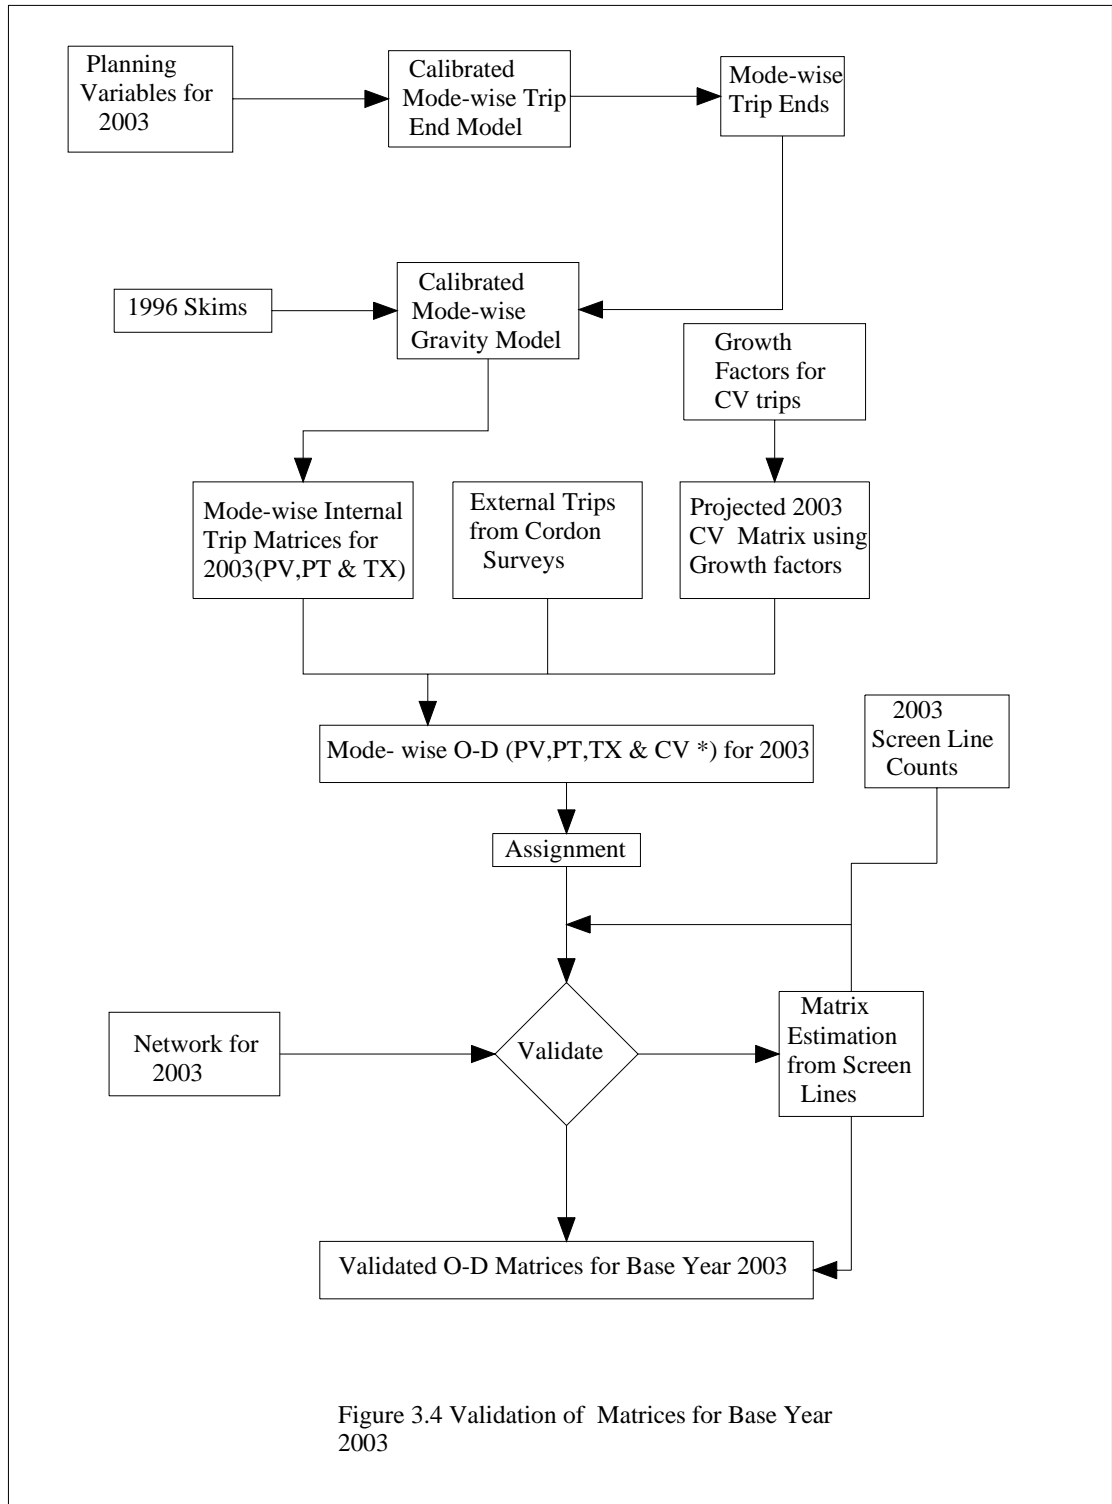 Planning
Variables for
2003
Calibrated
Mode-wise Trip
End Model
Mode-wise
Trip Ends
1996 Skims
Calibrated
Mode-wise
Gravity Model
Growth
Factors for
CV trips
Mode-wise Internal
Trip Matrices for
2003(PV,PT & TX)
External Trips
from Cordon
Surveys
Projected 2003
CV Matrix using
Growth factors
Mode- wise O-D (PV,PT,TX & CV *) for 2003
2003
Screen Line
Counts
Assignment
Network for
2003
Validate
Matrix
Estimation
from Screen
Lines
Validated O-D Matrices for Base Year 2003
Figure 3.4 Validation of Matrices for Base Year
2003